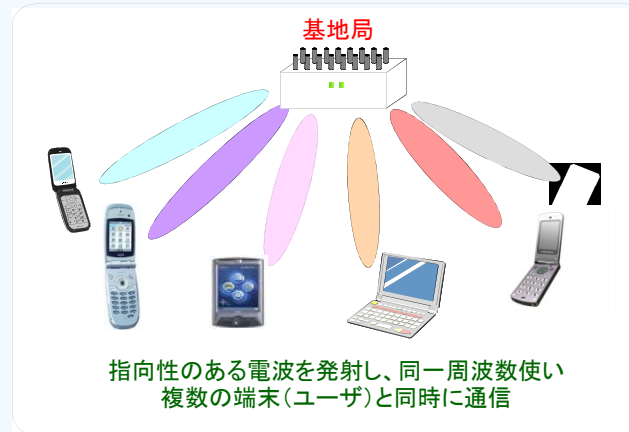 基地局
指向性のある電波を発射し、同一周波数使い
複数の端末（ユーザ）と同時に通信